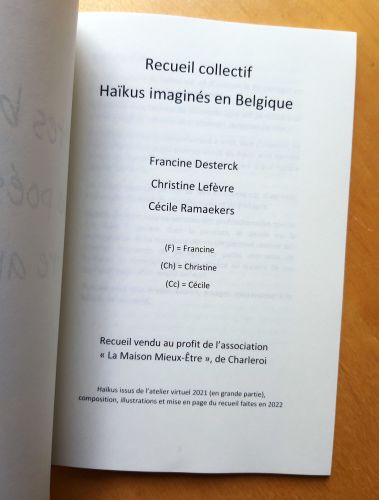 Recueil collectif
Haïkus imaginés en Belgique
Francine Desterck
Christine Lefèvre
Cécile Ramaekers
(F) = Francine
(Ch) = Christine
(Cc) = Cécile
Recueil vendu au profit de l'association
« La Maison Mieux-Être », de Charleroi
Haïkus issus de l'atelier virtuel 2021 (en grande partie),
composition, illustrations et mise en page du recueil faites en 2022